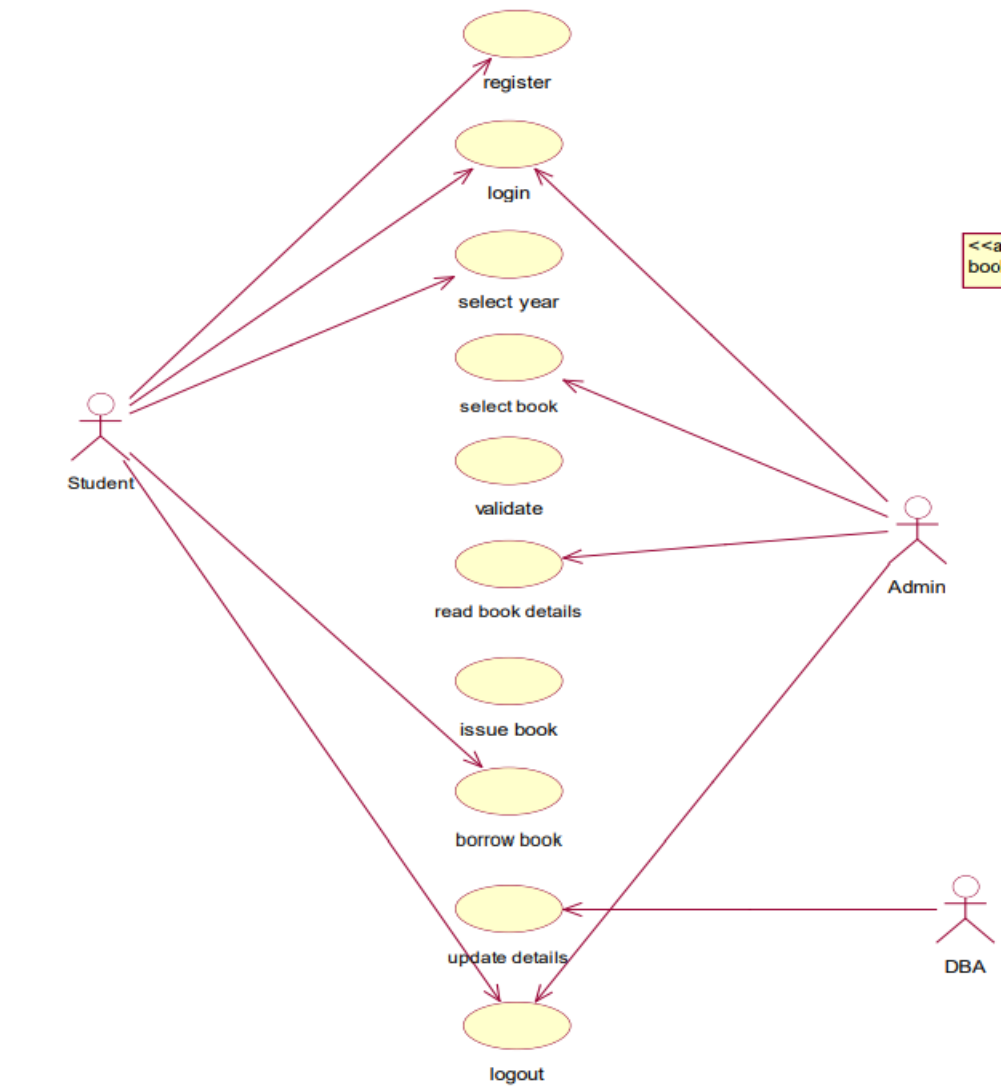 register
login
<<a
boo
select year
select book
Student
validate
Admin
read book details
issue book
borrow book
update details
DBA
logout